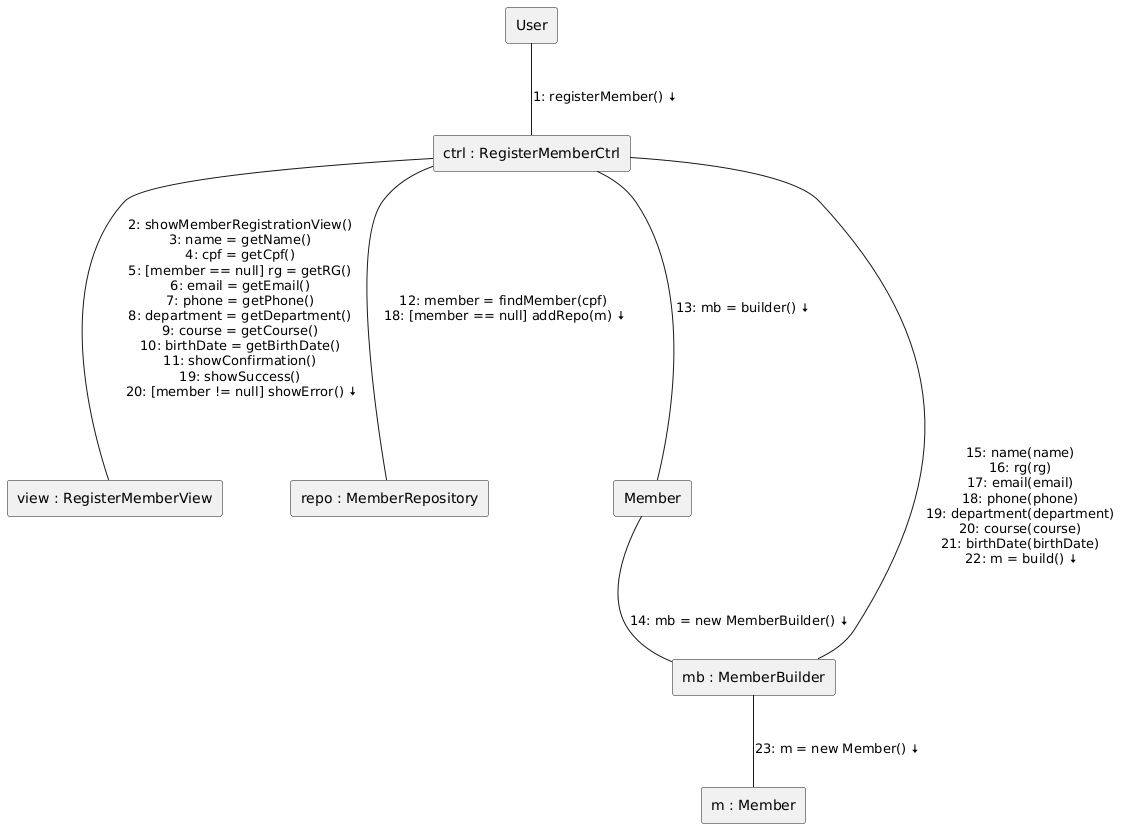 User
1: registerMember() ↓
ctrl : RegisterMemberCtrl
2: showMemberRegistrationView()
3: name = getName()
4: cpf = getCpf()
5: [member == null] rg = getRG()
6: email = getEmail()
7: phone = getPhone()
8: department = getDepartment()
9: course = getCourse()
10: birthDate = getBirthDate()
11: showConfirmation()
19: showSuccess()
20: [member != null] showError() ↓
12: member = findMember(cpf)
18: [member == null] addRepo(m) ↓
13: mb = builder() ↓
15: name(name)
16: rg(rg)
17: email(email)
18: phone(phone)
19: department(department)
20: course(course)
21: birthDate(birthDate)
22: m = build() ↓
view : RegisterMemberView
repo : MemberRepository
Member
14: mb = new MemberBuilder() ↓
mb : MemberBuilder
23: m = new Member() ↓
m : Member